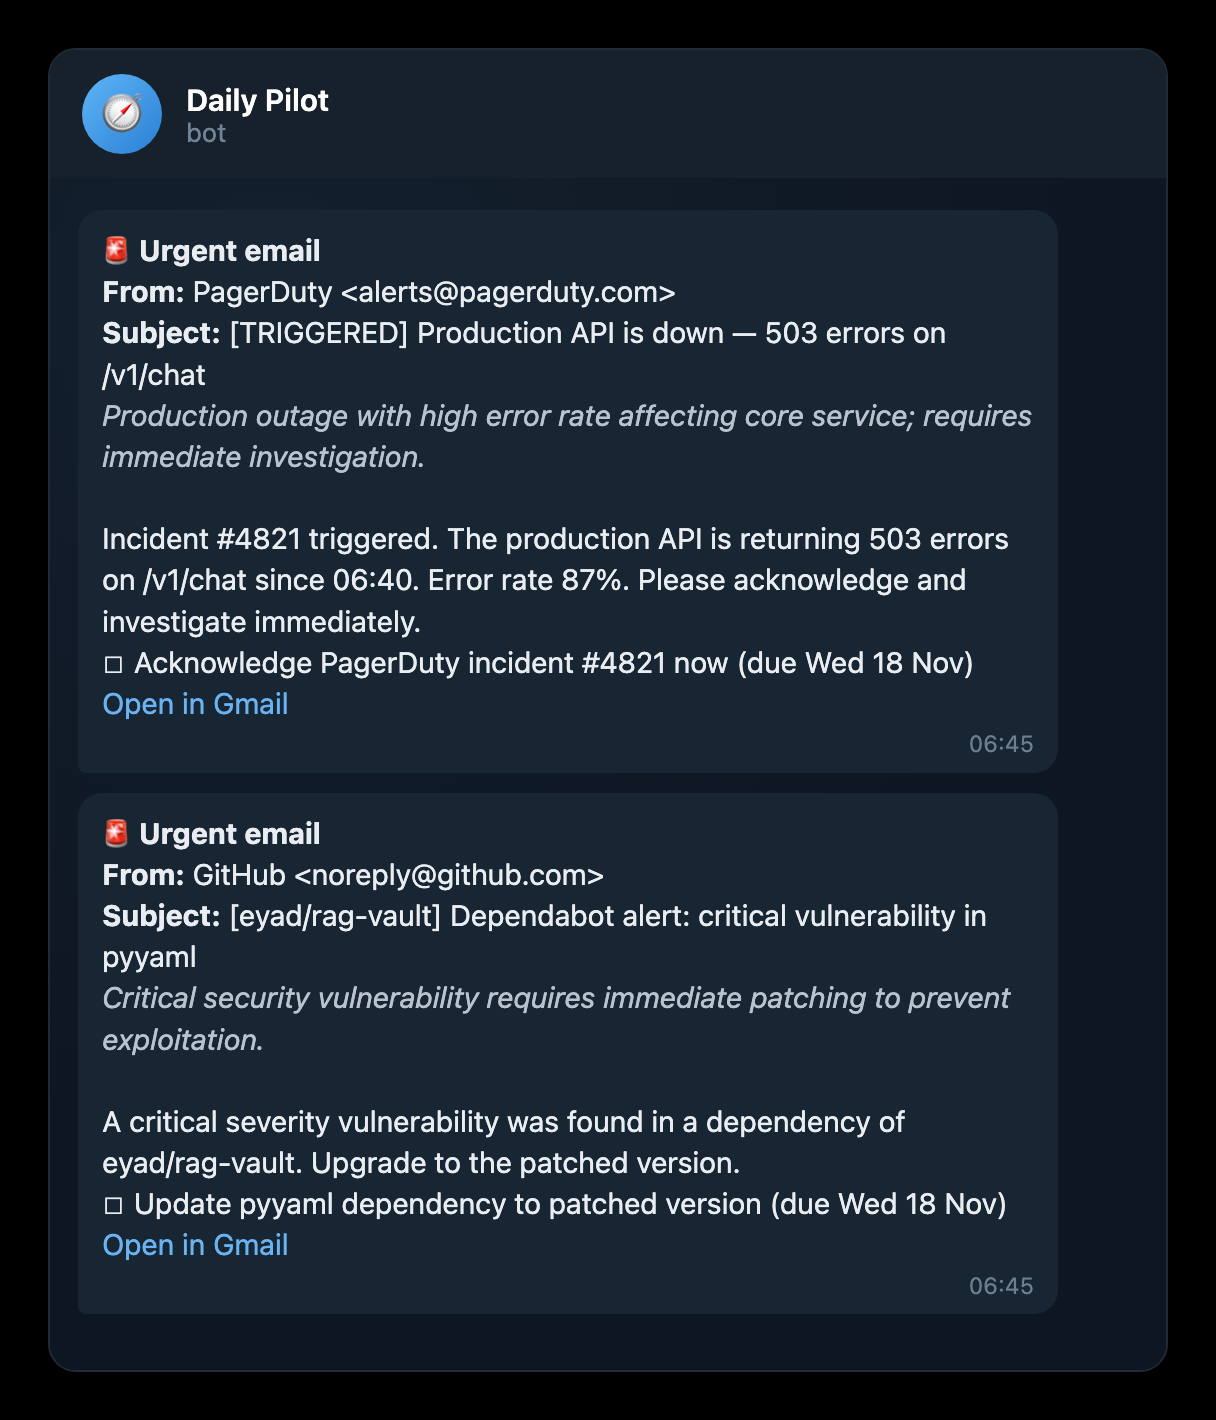 Daily Pilot
bot
🚨 Urgent email
From: PagerDuty <alerts@pagerduty.com>
Subject: [TRIGGERED] Production API is down — 503 errors on
/v1/chat
Production outage with high error rate affecting core service; requires
immediate investigation.
Incident #4821 triggered. The production API is returning 503 errors
on /v1/chat since 06:40. Error rate 87%. Please acknowledge and
investigate immediately.
☐ Acknowledge PagerDuty incident #4821 now (due Wed 18 Nov)
Open in Gmail
06:45
🚨 Urgent email
From: GitHub <noreply@github.com>
Subject: [eyad/rag-vault] Dependabot alert: critical vulnerability in
pyyaml
Critical security vulnerability requires immediate patching to prevent
exploitation.
A critical severity vulnerability was found in a dependency of
eyad/rag-vault. Upgrade to the patched version.
☐ Update pyyaml dependency to patched version (due Wed 18 Nov)
Open in Gmail
06:45